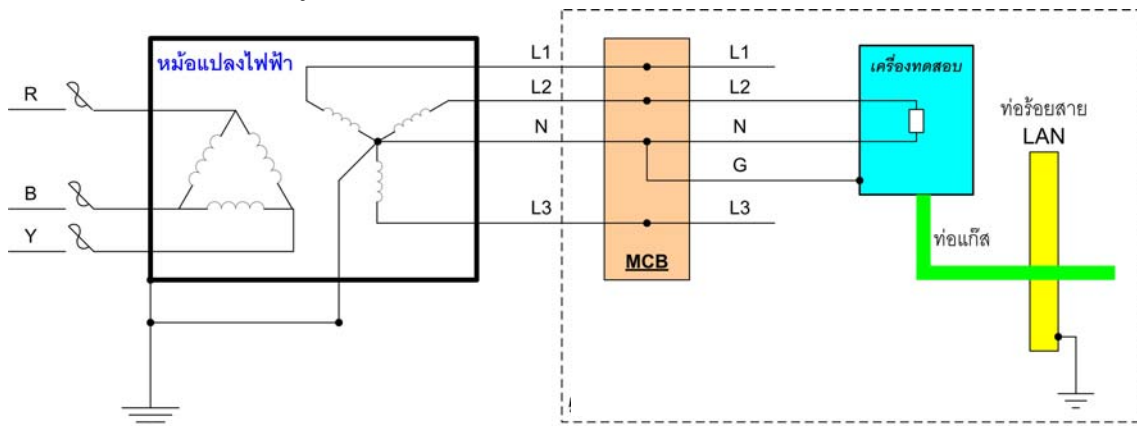 หม้อแปลงไฟฟ้า
R
B
Y
L1
L2
N
L3
MCB
L1
L2
N
G
L3
เครื่องทดสอบ
ท่อแก๊ส
ท่อร้อยสาย
LAN